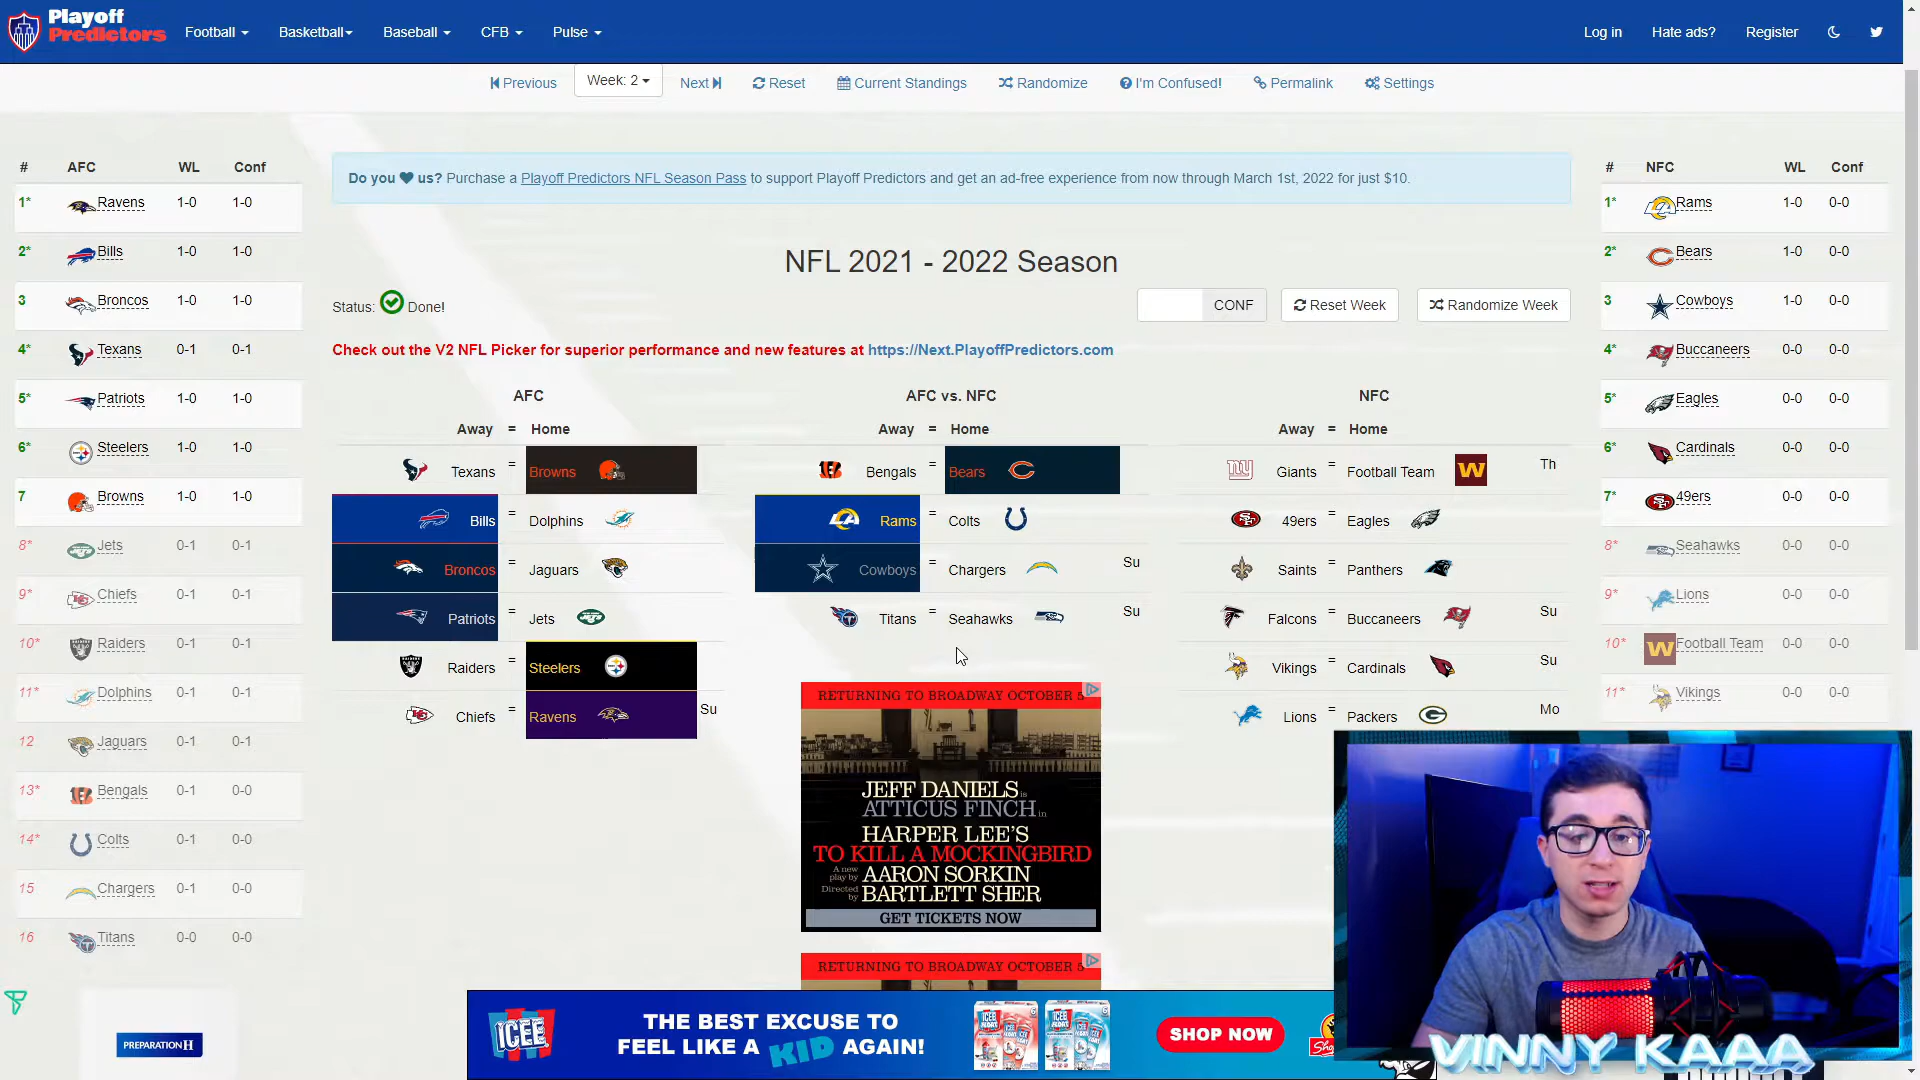 Playoff
Predictors
Football
Basketball
Baseball
CFB
Pulse
Log in
Hate ads?
Register
Previous
Week: 2
Next
Reset
Current Standings
Randomize
I'm Confused!
Permalink
Settings
# AFC WL Conf
1* Ravens 1-0 1-0
2* Bills 1-0 1-0
3 Broncos 1-0 1-0
4* Texans 0-1 0-1
5* Patriots 1-0 1-0
6* Steelers 1-0 1-0
7 Browns 1-0 1-0
8* Jets 0-1 0-1
9* Chiefs 0-1 0-1
10* Raiders 0-1 0-1
11* Dolphins 0-1 0-1
12 Jaguars 0-1 0-1
13* Bengals 0-1 0-0
14* Colts 0-1 0-0
15 Chargers 0-1 0-0
16 Titans 0-0 0-0
Do you us? Purchase a Playoff Predictors NFL Season Pass to support Playoff Predictors and get an ad-free experience from now through March 1st, 2022 for just $10.
NFL 2021 - 2022 Season
Status: Done!
CONF
Reset Week
Randomize Week
Check out the V2 NFL Picker for superior performance and new features at https://Next.PlayoffPredictors.com
AFC
Away = Home
Texans = Browns
Bills = Dolphins
Broncos = Jaguars
Patriots = Jets
Raiders = Steelers
Chiefs = Ravens Su
AFC vs. NFC
Away = Home
Bengals = Bears
Rams = Colts
Cowboys = Chargers Su
Titans = Seahawks Su
NFC
Away = Home
Giants = Football Team W Th
49ers = Eagles
Saints = Panthers
Falcons = Buccaneers Su
Vikings = Cardinals Su
Lions = Packers Mo
# NFC WL Conf
1* Rams 1-0 0-0
2* Bears 1-0 0-0
3 Cowboys 1-0 0-0
4* Buccaneers 0-0 0-0
5* Eagles 0-0 0-0
6* Cardinals 0-0 0-0
7* 49ers 0-0 0-0
8* Seahawks 0-0 0-0
9* Lions 0-0 0-0
10* W Football Team 0-0 0-0
11* Vikings 0-0 0-0
RETURNING TO BROADWAY OCTOBER 5
JEFF DANIELS is
ATTICUS FINCH in
HARPER LEE'S
TO KILL A MOCKINGBIRD
A new play by AARON SORKIN
Directed by BARTLETT SHER
GET TICKETS NOW
RETURNING TO BROADWAY OCTOBER 5
PREPARATION H
ICEE
THE BEST EXCUSE TO
FEEL LIKE A KID AGAIN!
SHOP NOW
VINNY KAAA